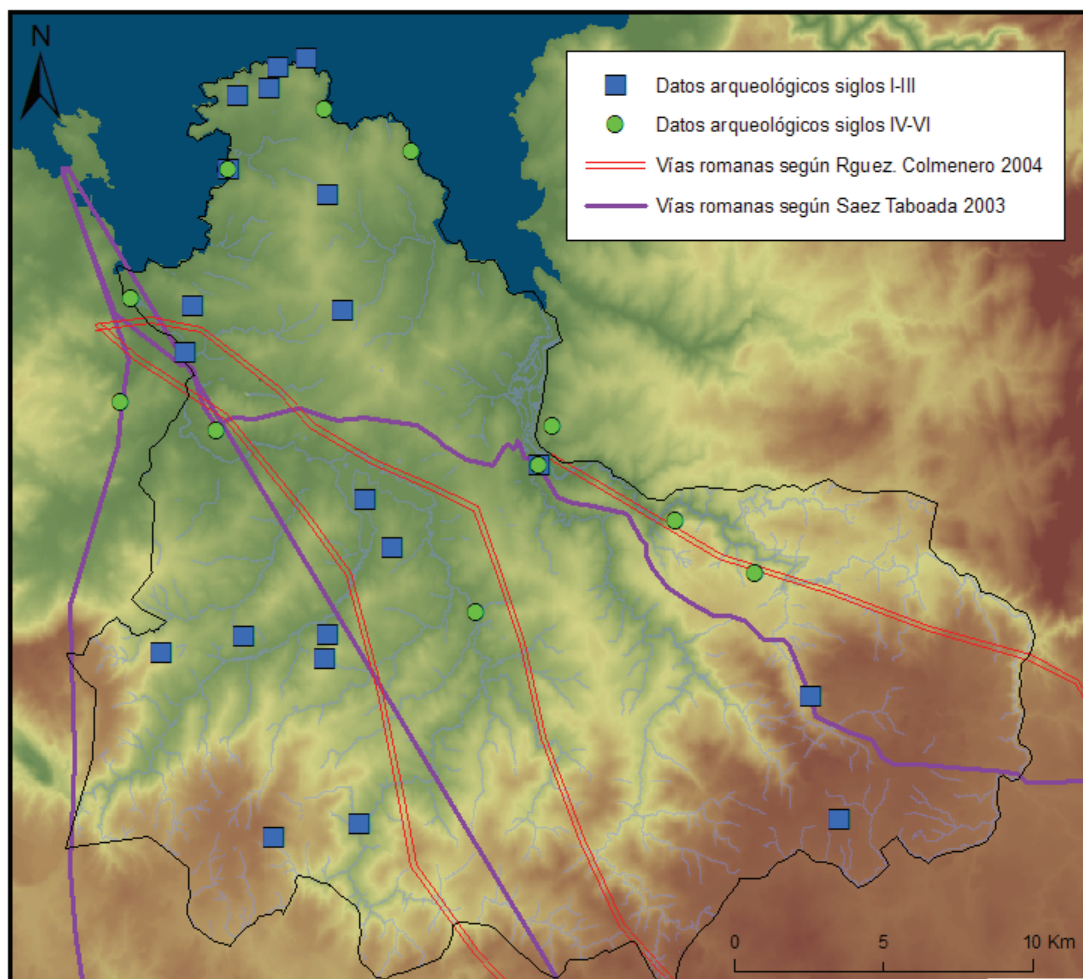 N
Datos arqueológicos siglos I-III
Datos arqueológicos siglos IV-VI
Vías romanas según Rguez. Colmenero 2004
Vías romanas según Saez Taboada 2003
0 5 10 Km